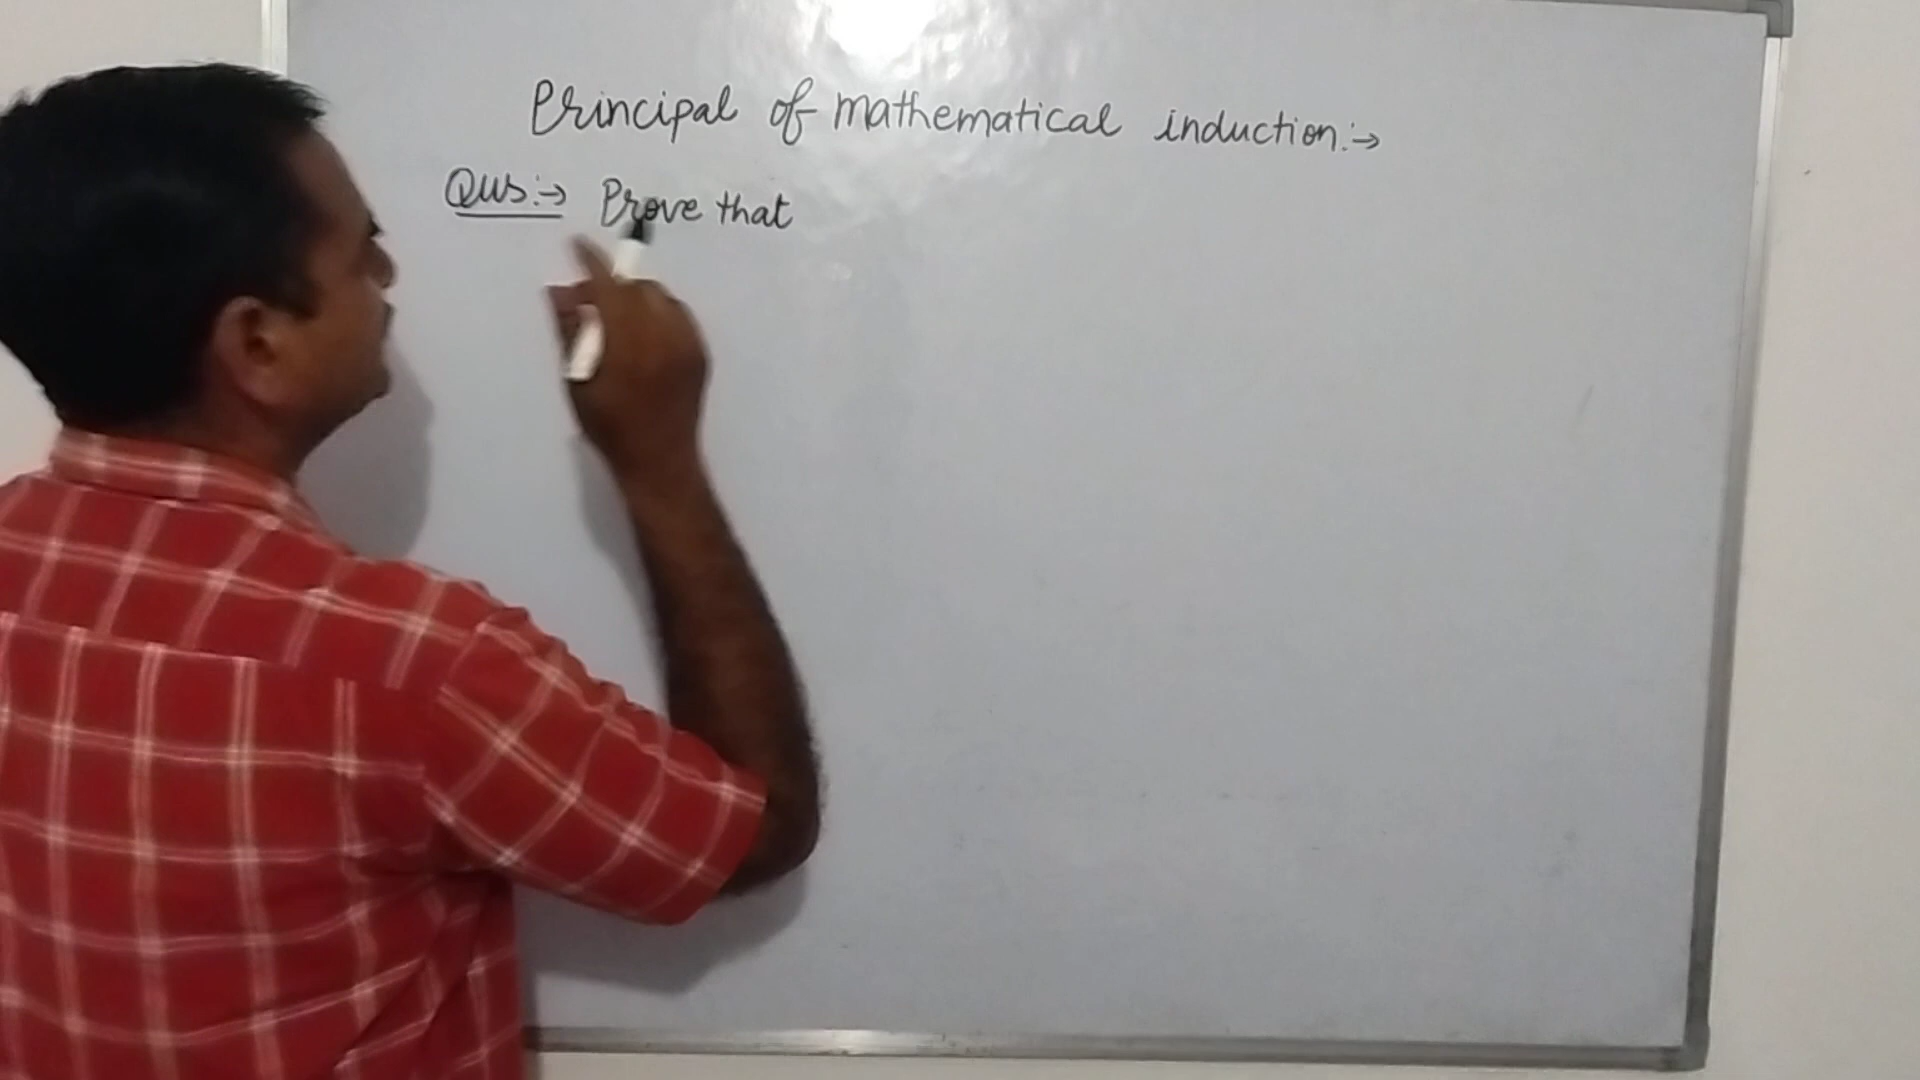 Principal of mathematical induction:→
Qus:→ Prove that